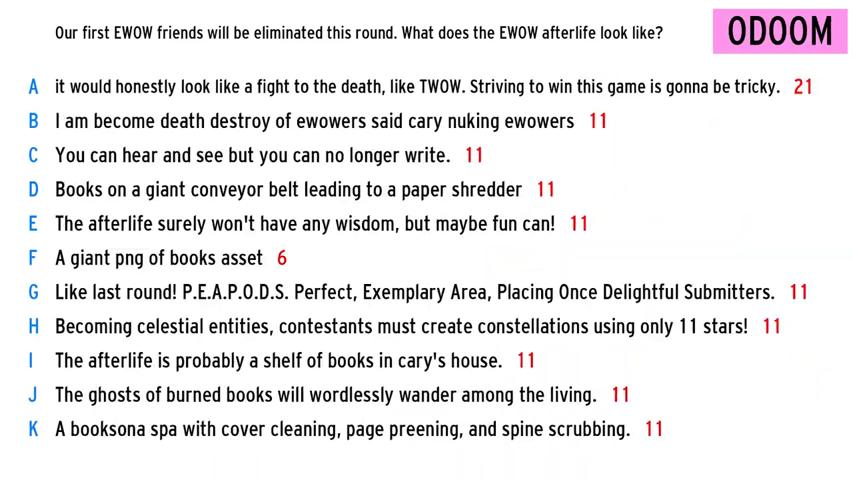 Our first EWOW friends will be eliminated this round. What does the EWOW afterlife look like?
ODOOM
A it would honestly look like a fight to the death, like TWOW. Striving to win this game is gonna be tricky. 21
B I am become death destroy of ewowers said cary nuking ewowers 11
C You can hear and see but you can no longer write. 11
D Books on a giant conveyor belt leading to a paper shredder 11
E The afterlife surely won't have any wisdom, but maybe fun can! 11
F A giant png of books asset 6
G Like last round! P.E.A.P.O.D.S. Perfect, Exemplary Area, Placing Once Delightful Submitters. 11
H Becoming celestial entities, contestants must create constellations using only 11 stars! 11
I The afterlife is probably a shelf of books in cary's house. 11
J The ghosts of burned books will wordlessly wander among the living. 11
K A booksona spa with cover cleaning, page preening, and spine scrubbing. 11